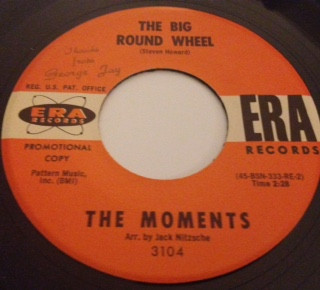 THE BIG
ROUND WHEEL
(Steven Howard)
Thanks
from
George Jay
REG. U.S. PAT. OFFICE
ERA
RECORDS
ERA
RECORDS
PROMOTIONAL
COPY
Pattern Music,
Inc. (BMI)
(45-BSN-333-RE-2)
Time 2:28
THE MOMENTS
Arr. by Jack Nitzsche
3104